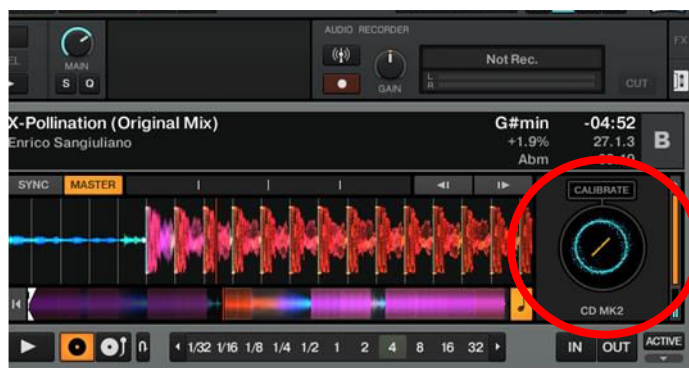 AUDIO RECORDER
FX
EL
MAIN
Not Rec.
L
R
S Q
GAIN
CUT
X-Pollination (Original Mix)
G#min
-04:52
Enrico Sangiuliano
+1.9%
27.1.3
B
Abm
SYNC
MASTER
CALIBRATE
CD MK2
1/32 1/16 1/8 1/4 1/2 1 2 4 8 16 32
IN
OUT
ACTIVE